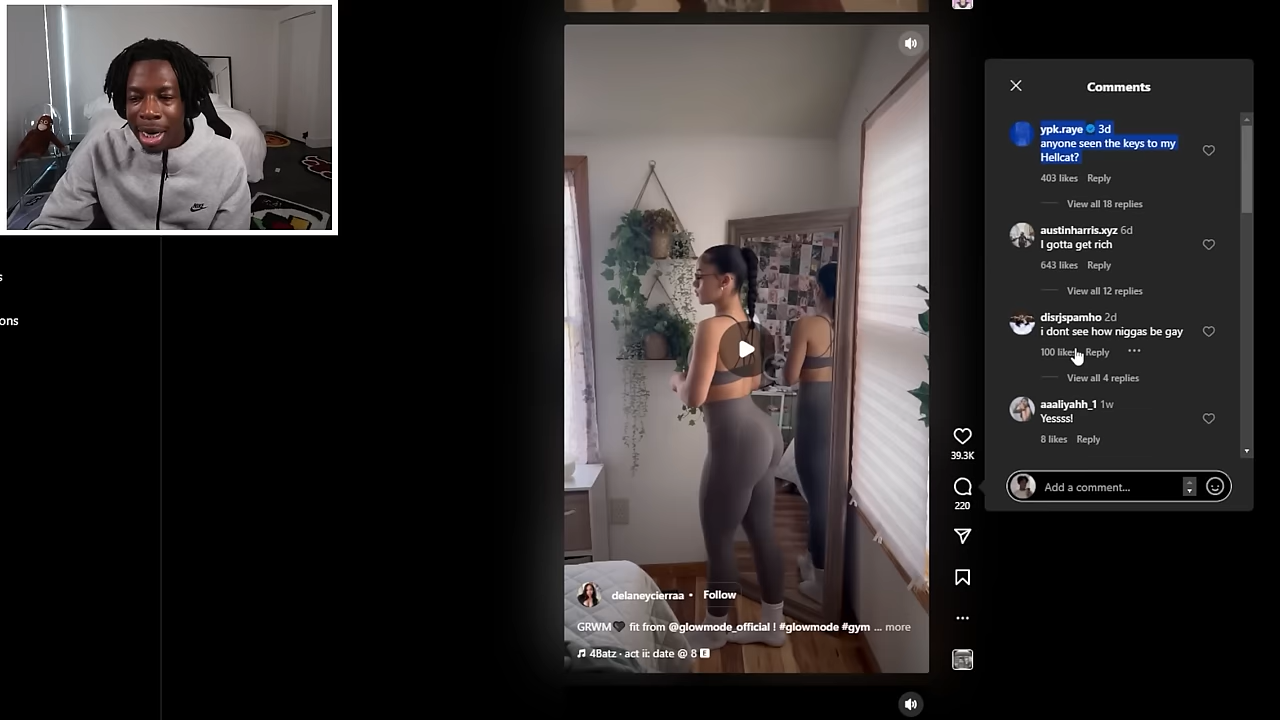 s
ons
delaneycierraa • Follow
GRWM🖤 fit from @glowmode_official ! #glowmode #gym ... more
4Batz · act ii: date @ 8 E
39.3K
220
Comments
ypk.raye 3d
anyone seen the keys to my
Hellcat?
403 likes Reply
View all 18 replies
austinharris.xyz 6d
I gotta get rich
643 likes Reply
View all 12 replies
disrjspamho 2d
i dont see how niggas be gay
100 likes Reply ...
View all 4 replies
aaaliyahh_1 1w
Yessss!
8 likes Reply
Add a comment...